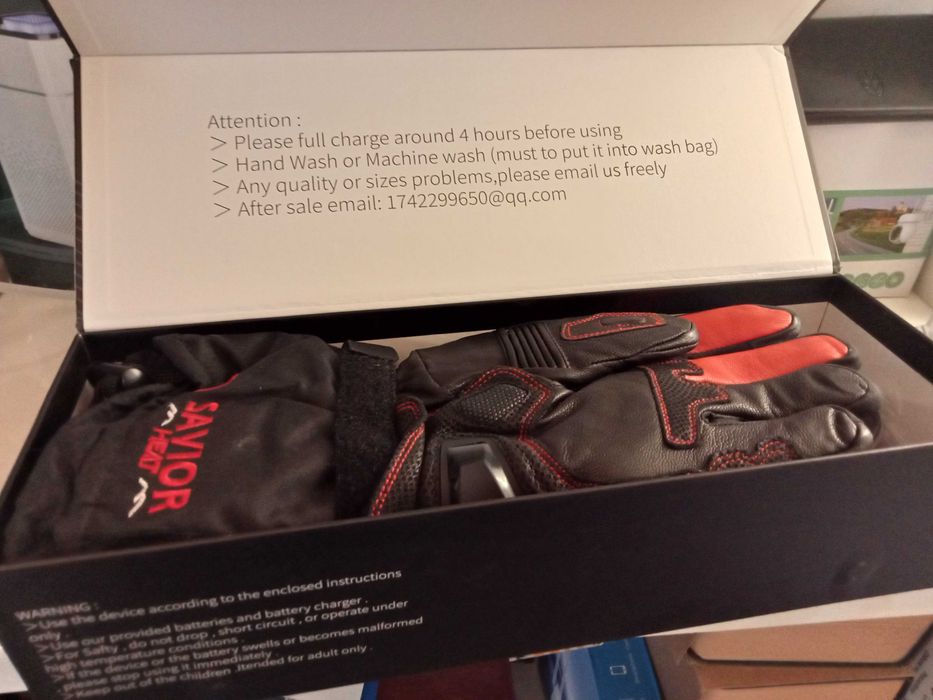 Attention :
> Please full charge around 4 hours before using
> Hand Wash or Machine wash (must to put it into wash bag)
> Any quality or sizes problems,please email us freely
> After sale email: 1742299650@qq.com
SAVIOR
HEAT
WARNING :
>Use the device according to the enclosed instructions
only .
>Use our provided batteries and battery charger .
>For Safty , do not drop , short circuit , or operate under
high temperature conditions .
>If the device or the battery swells or becomes malformed
,please stop using it immediately .
>Keep out of the children .Itended for adult only .